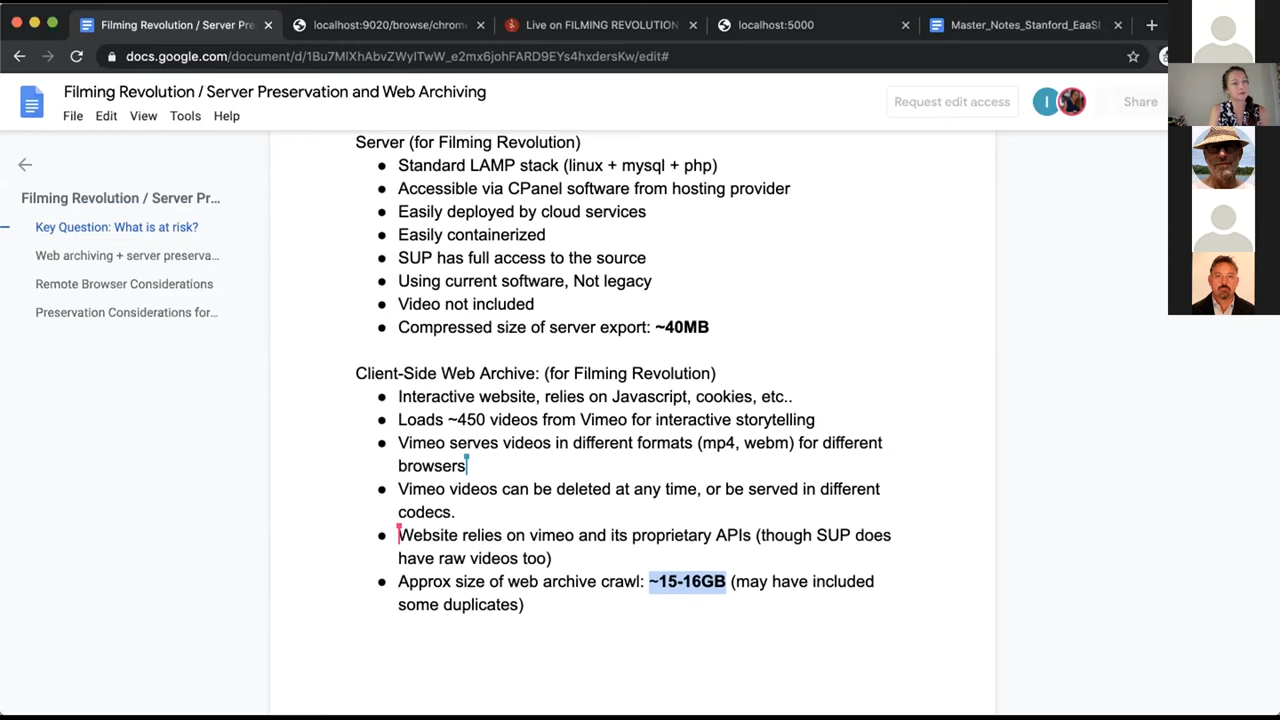 Filming Revolution / Server Pres
localhost:9020/browse/chrom
Live on FILMING REVOLUTION
localhost:5000
Master_Notes_Stanford_EaaSI_
docs.google.com/document/d/1Bu7MlXhAbvZWyITwW_e2mx6johFARD9EYs4hxdersKw/edit#
Filming Revolution / Server Preservation and Web Archiving
File Edit View Tools Help
Request edit access
I
Share
Filming Revolution / Server Pr...
Key Question: What is at risk?
Web archiving + server preserva...
Remote Browser Considerations
Preservation Considerations for...
Server (for Filming Revolution)
● Standard LAMP stack (linux + mysql + php)
● Accessible via CPanel software from hosting provider
● Easily deployed by cloud services
● Easily containerized
● SUP has full access to the source
● Using current software, Not legacy
● Video not included
● Compressed size of server export: ~40MB
Client-Side Web Archive: (for Filming Revolution)
● Interactive website, relies on Javascript, cookies, etc..
● Loads ~450 videos from Vimeo for interactive storytelling
● Vimeo serves videos in different formats (mp4, webm) for different
browsers
● Vimeo videos can be deleted at any time, or be served in different
codecs.
● Website relies on vimeo and its proprietary APIs (though SUP does
have raw videos too)
● Approx size of web archive crawl: ~15-16GB (may have included
some duplicates)